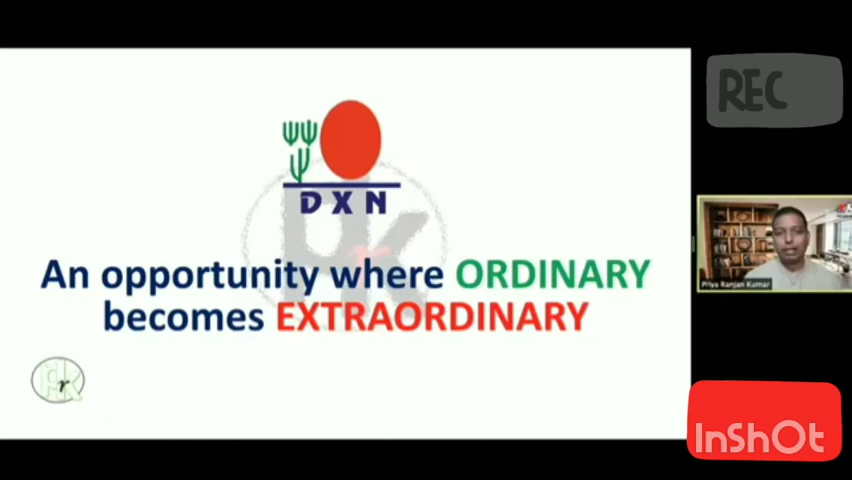 REC
DXN
An opportunity where ORDINARY
becomes EXTRAORDINARY
Priya Ranjan Kumar
InShOt